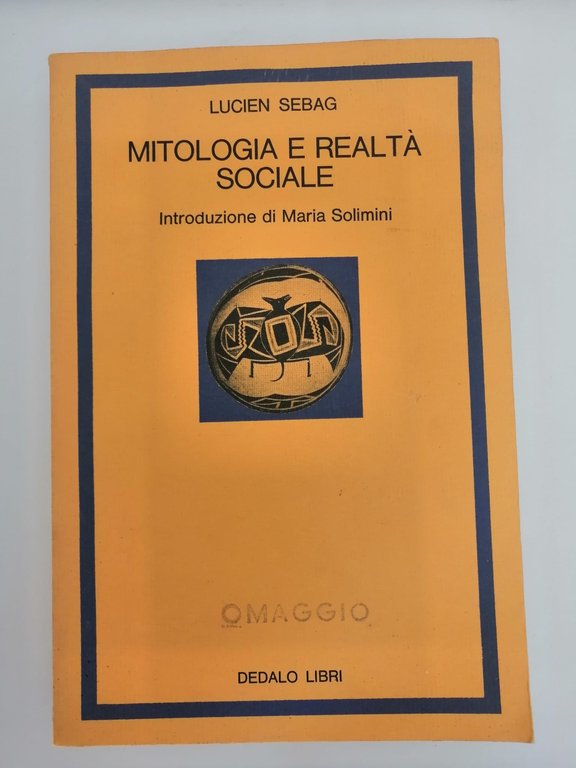 LUCIEN SEBAG
MITOLOGIA E REALTÀ
SOCIALE
Introduzione di Maria Solimini
OMAGGIO
DEDALO LIBRI